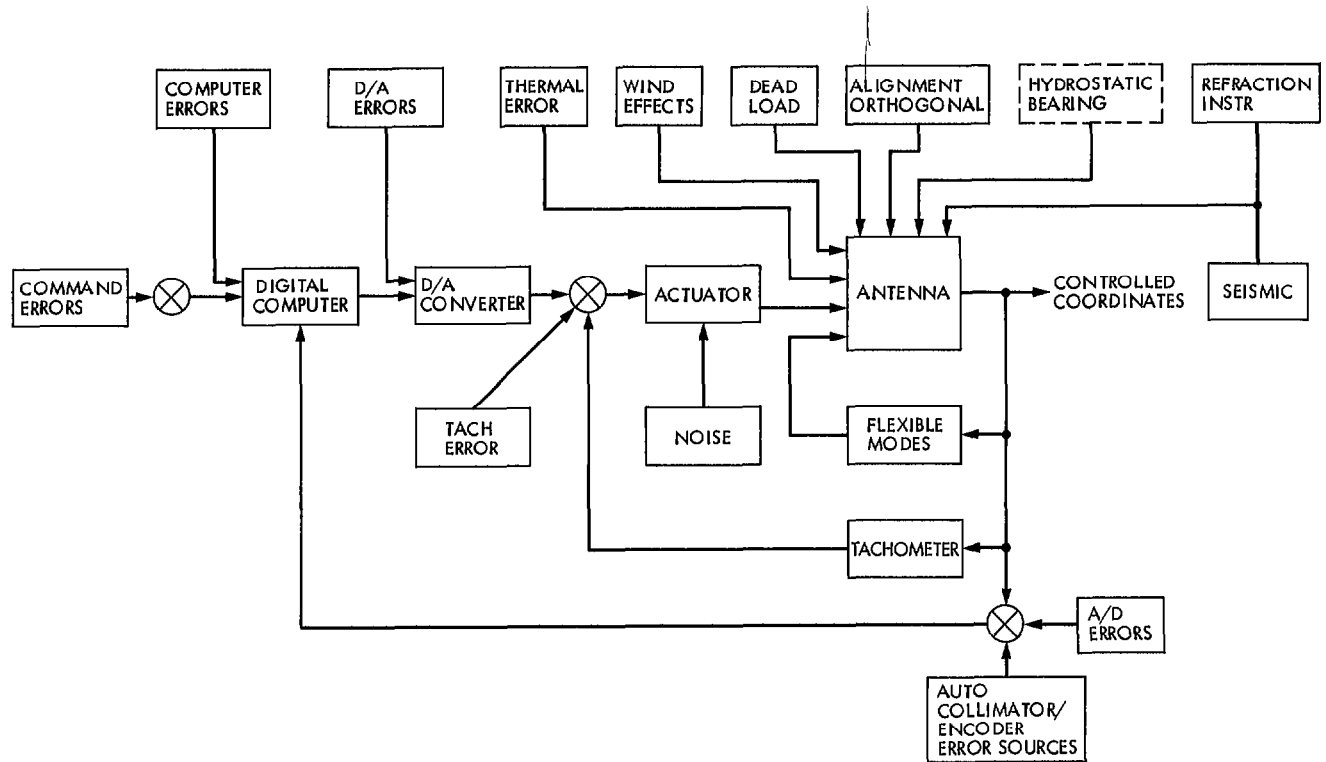 COMPUTER
ERRORS
D/A
ERRORS
THERMAL
ERROR
WIND
EFFECTS
DEAD
LOAD
ALIGNMENT
ORTHOGONAL
HYDROSTATIC
BEARING
REFRACTION
INSTR
COMMAND
ERRORS
DIGITAL
COMPUTER
D/A
CONVERTER
ACTUATOR
ANTENNA
CONTROLLED
COORDINATES
SEISMIC
TACH
ERROR
NOISE
FLEXIBLE
MODES
TACHOMETER
A/D
ERRORS
AUTO
COLLIMATOR/
ENCODER
ERROR SOURCES